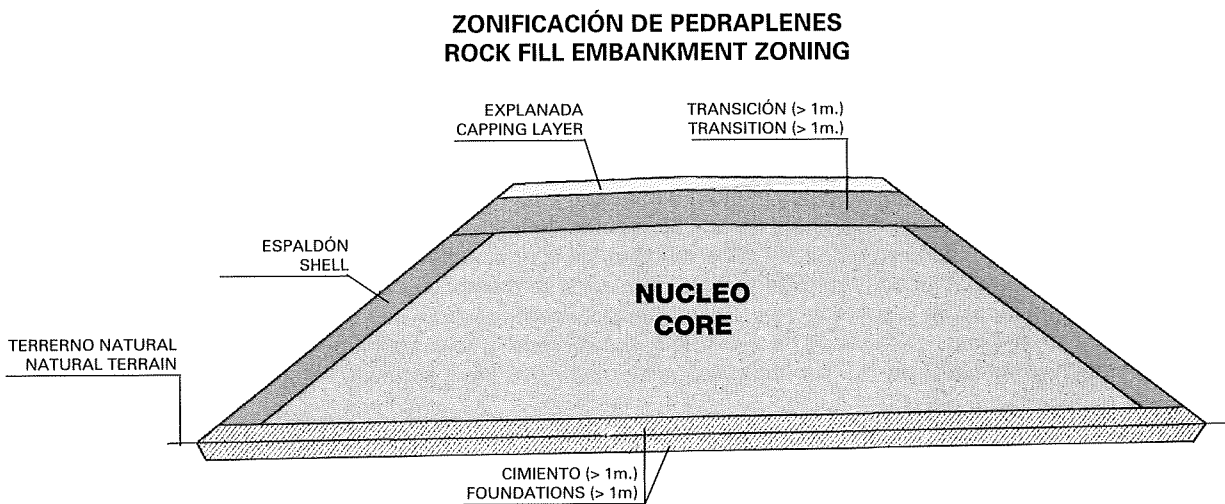 ZONIFICACIÓN DE PEDRAPLENES
ROCK FILL EMBANKMENT ZONING
EXPLANADA
CAPPING LAYER
TRANSICIÓN (> 1m.)
TRANSITION (> 1m.)
ESPALDÓN
SHELL
NUCLEO
CORE
TERRERNO NATURAL
NATURAL TERRAIN
CIMIENTO (> 1m.)
FOUNDATIONS (> 1m)